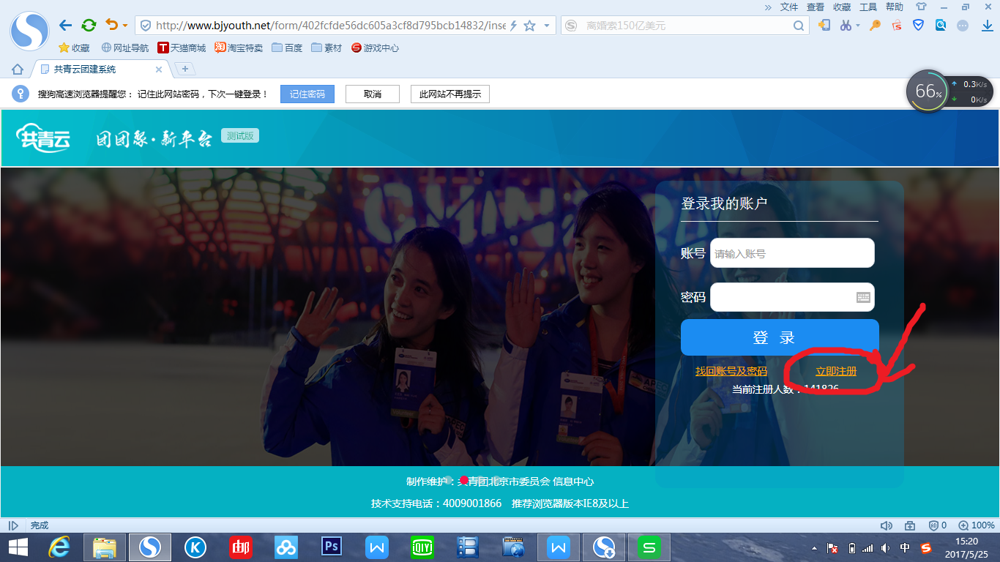 » 文件 查看 收藏 工具 帮助
http://www.bjyouth.net/form/402fcfde56dc605a3cf8d795bcb14832/inse
离婚索150亿美元
收藏 网址导航 T 天猫商城 淘 淘宝特卖 百度 素材 游戏中心
共青云团建系统
搜狗高速浏览器提醒您： 记住此网站密码，下次一键登录！ 记住密码 取消 此网站不再提示
66% 0.3K/s
0K/s
共青云 团团聚·新平台 测试版
登录我的账户
账号 请输入账号
密码
登 录
找回账号及密码 立即注册
当前注册人数：141826
制作维护：共青团北京市委员会 信息中心
技术支持电话：4009001866 推荐浏览器版本IE8及以上
完成 0 100%
Ps
iQIYI
中
15:20
2017/5/25